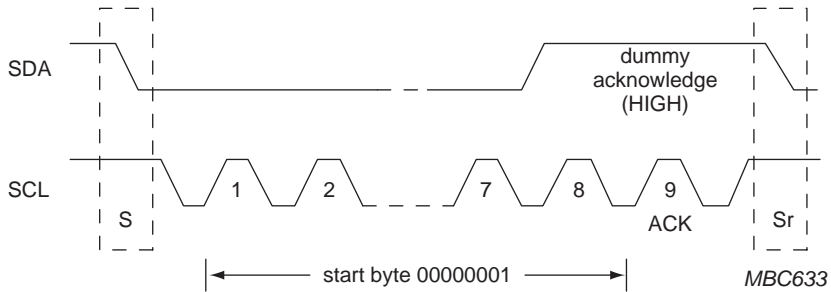 SDA
dummy
acknowledge
(HIGH)
SCL
1
2
7
8
9
S
ACK
Sr
start byte 00000001
MBC633